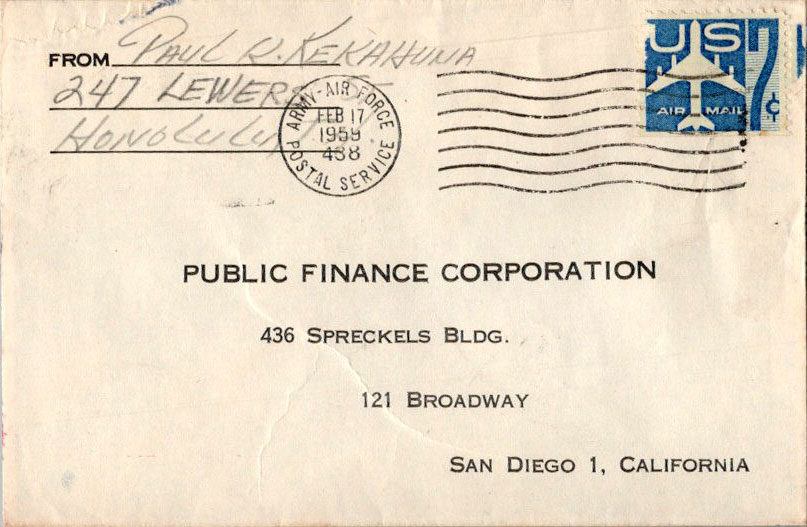 FROM PAUL K. KEKAHUNA
247 LEWERS ST
HONOLULU
ARMY-AIR FORCE
FEB 17
1959
438
POSTAL SERVICE
US 7¢
AIR MAIL
PUBLIC FINANCE CORPORATION
436 SPRECKELS BLDG.
121 BROADWAY
SAN DIEGO 1, CALIFORNIA